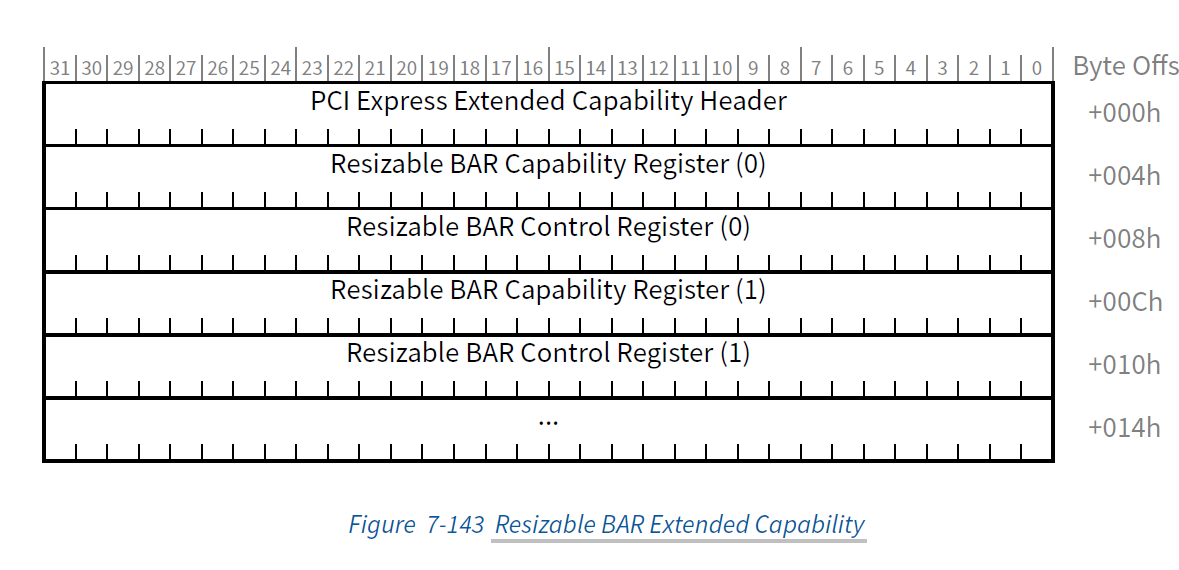 31 30 29 28 27 26 25 24 23 22 21 20 19 18 17 16 15 14 13 12 11 10 9 8 7 6 5 4 3 2 1 0 Byte Offs
PCI Express Extended Capability Header +000h
Resizable BAR Capability Register (0) +004h
Resizable BAR Control Register (0) +008h
Resizable BAR Capability Register (1) +00Ch
Resizable BAR Control Register (1) +010h
... +014h
Figure 7-143 Resizable BAR Extended Capability